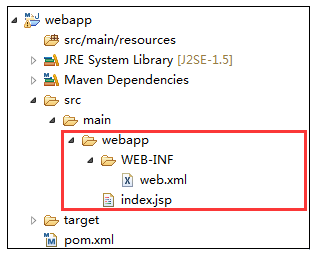 webapp
src/main/resources
JRE System Library [J2SE-1.5]
Maven Dependencies
src
main
webapp
WEB-INF
web.xml
index.jsp
target
pom.xml